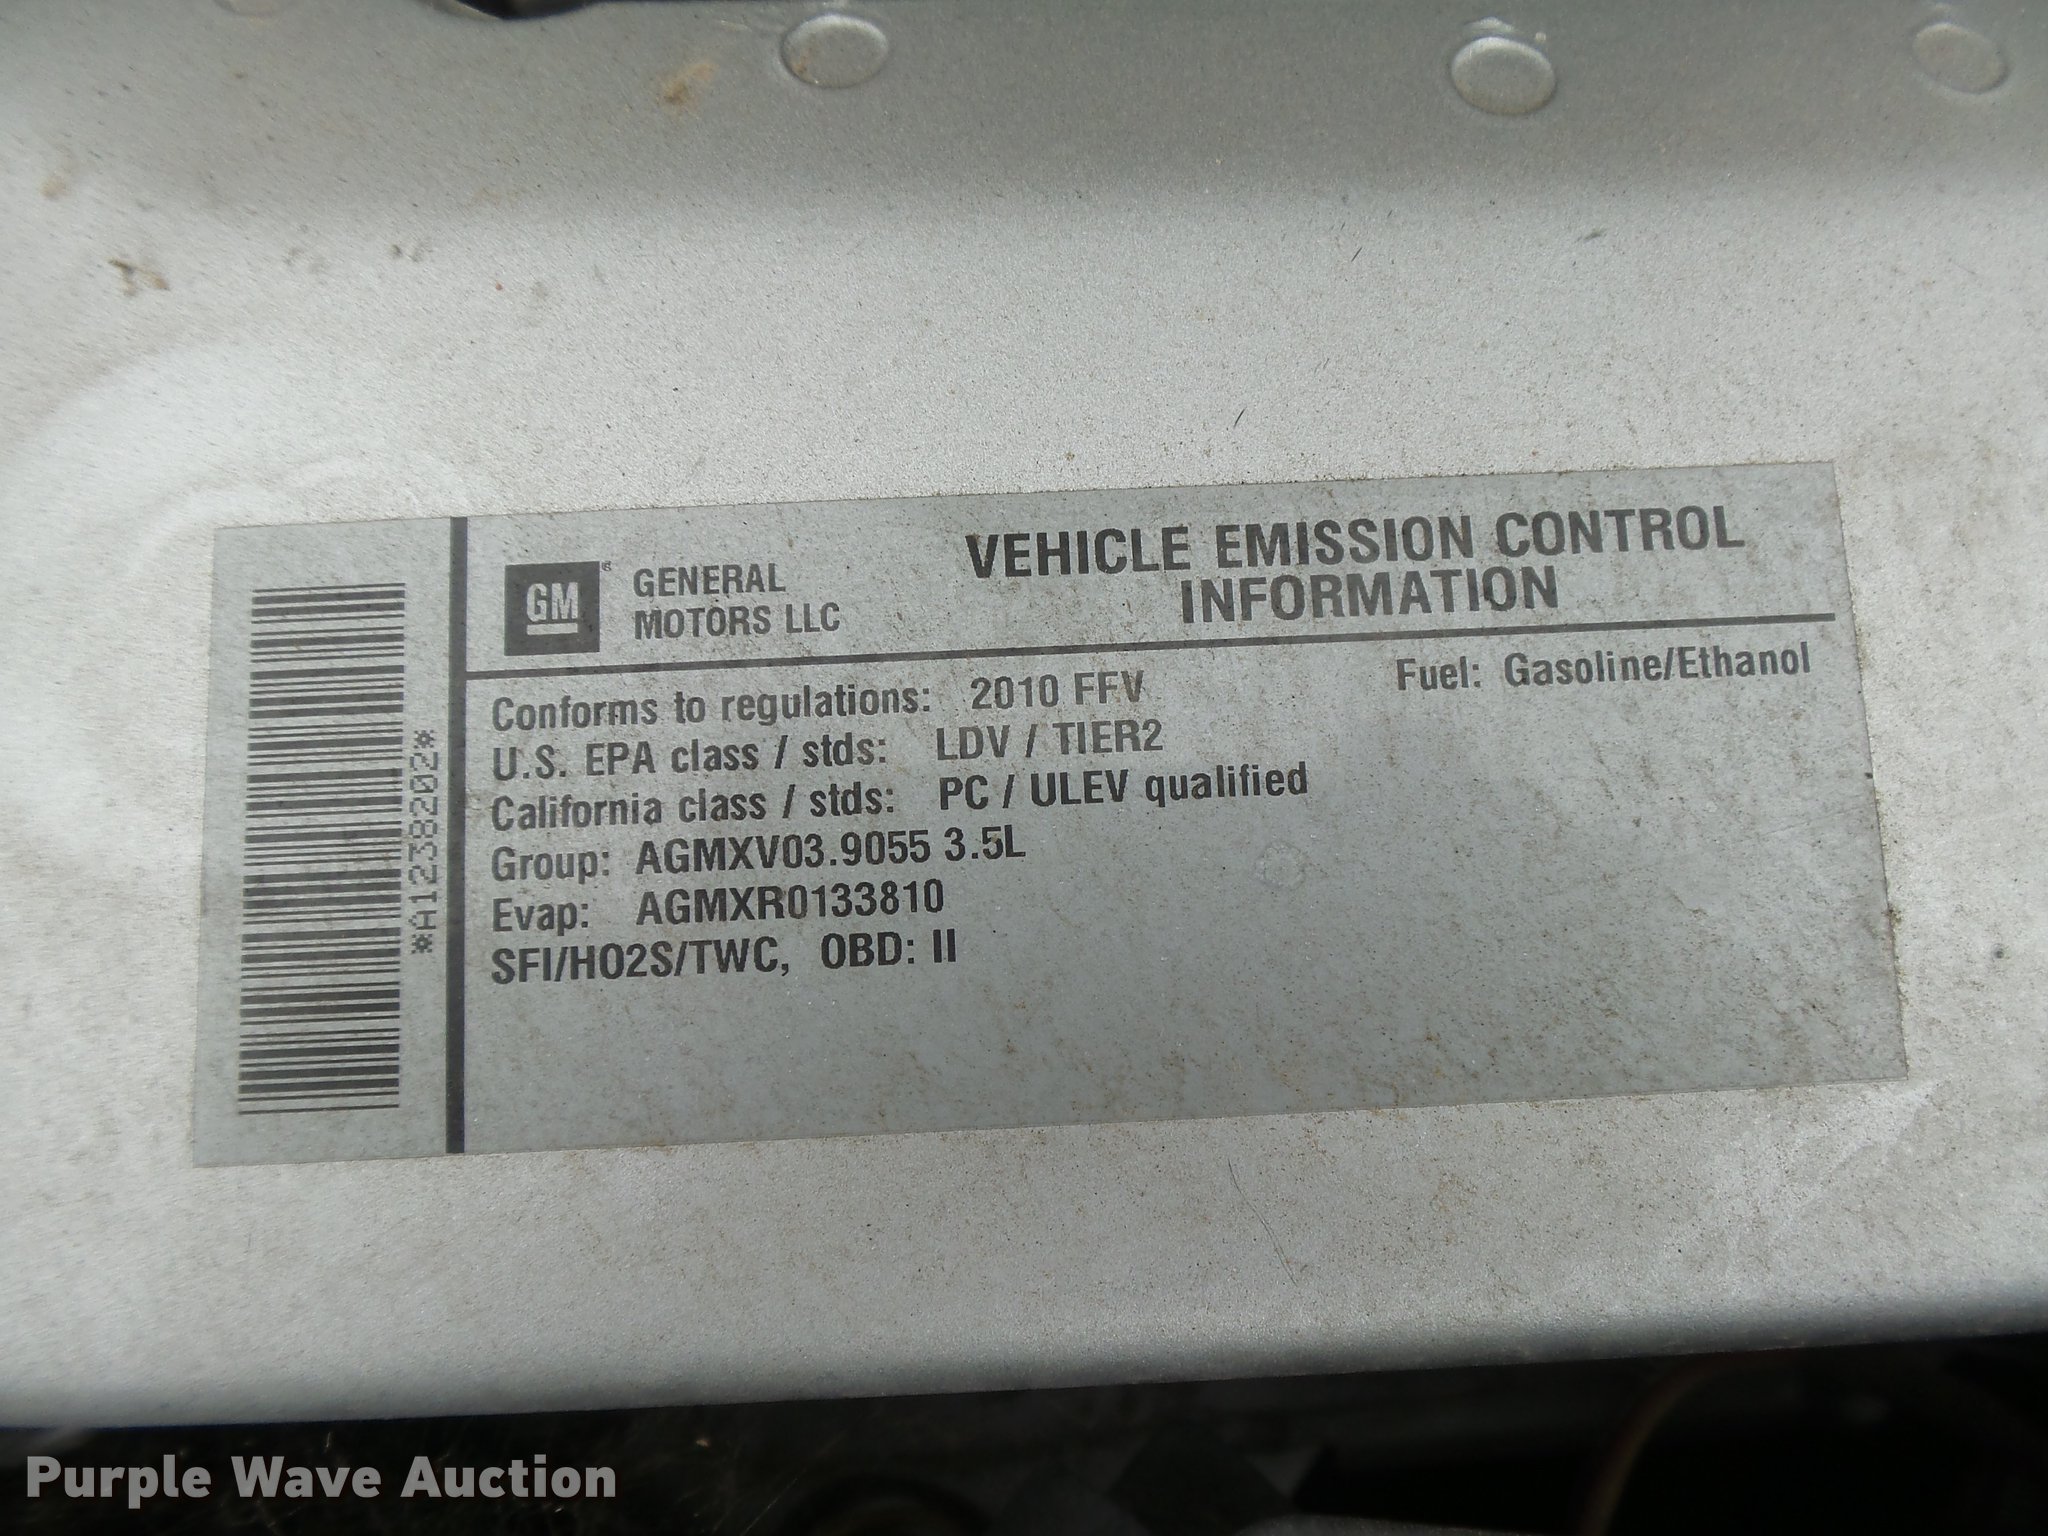 GM
GENERAL
MOTORS LLC
VEHICLE EMISSION CONTROL
INFORMATION
Conforms to regulations: 2010 FFV
Fuel: Gasoline/Ethanol
U.S. EPA class / stds: LDV / TIER2
California class / stds: PC / ULEV qualified
Group: AGMXV03.9055 3.5L
Evap: AGMXR0133810
SFI/HO2S/TWC, OBD: II
*A1238202*
Purple Wave Auction